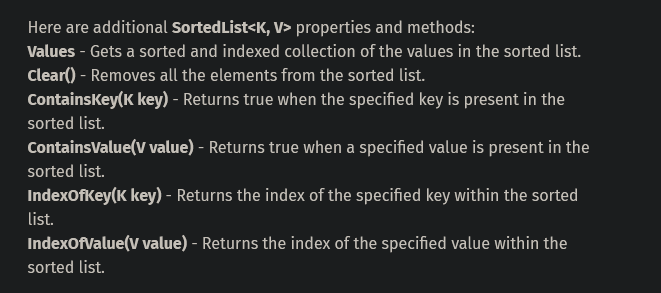 Here are additional SortedList<K, V> properties and methods:
Values - Gets a sorted and indexed collection of the values in the sorted list.
Clear() - Removes all the elements from the sorted list.
ContainsKey(K key) - Returns true when the specified key is present in the
sorted list.
ContainsValue(V value) - Returns true when a specified value is present in the
sorted list.
IndexOfKey(K key) - Returns the index of the specified key within the sorted
list.
IndexOfValue(V value) - Returns the index of the specified value within the
sorted list.